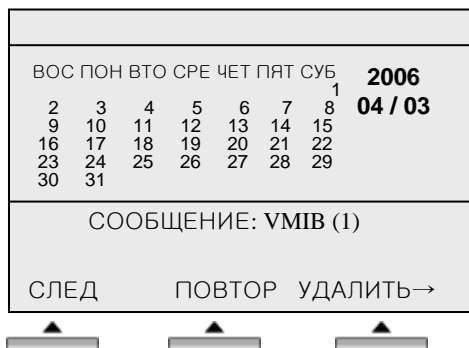 ВОС ПОН ВТО СРЕ ЧЕТ ПЯТ СУБ
2006
1
2 3 4 5 6 7 8
04 / 03
9 10 11 12 13 14 15
16 17 18 19 20 21 22
23 24 25 26 27 28 29
30 31
СООБЩЕНИЕ: VMIB (1)
СЛЕД ПОВТОР УДАЛИТЬ→